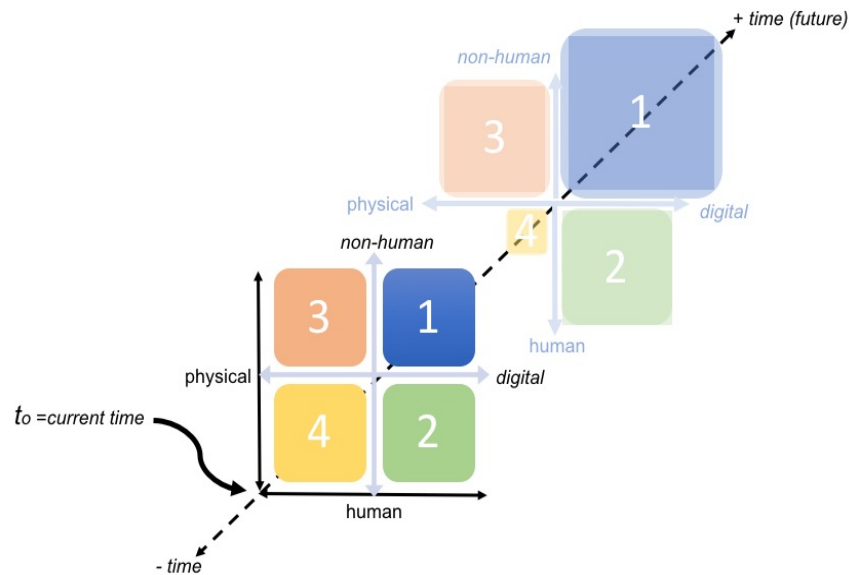 + time (future)
non-human
1
3
physical
digital
4
2
human
non-human
3
1
physical
digital
to =current time
4
2
human
- time